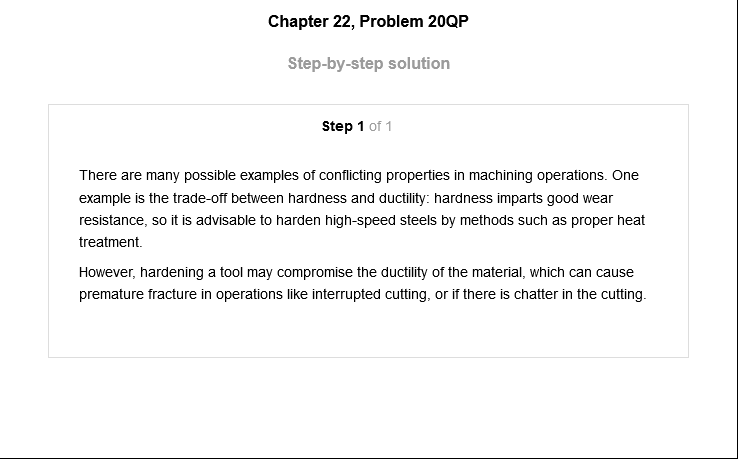 Chapter 22, Problem 20QP
Step-by-step solution
Step 1 of 1
There are many possible examples of conflicting properties in machining operations. One
example is the trade-off between hardness and ductility: hardness imparts good wear
resistance, so it is advisable to harden high-speed steels by methods such as proper heat
treatment.
However, hardening a tool may compromise the ductility of the material, which can cause
premature fracture in operations like interrupted cutting, or if there is chatter in the cutting.